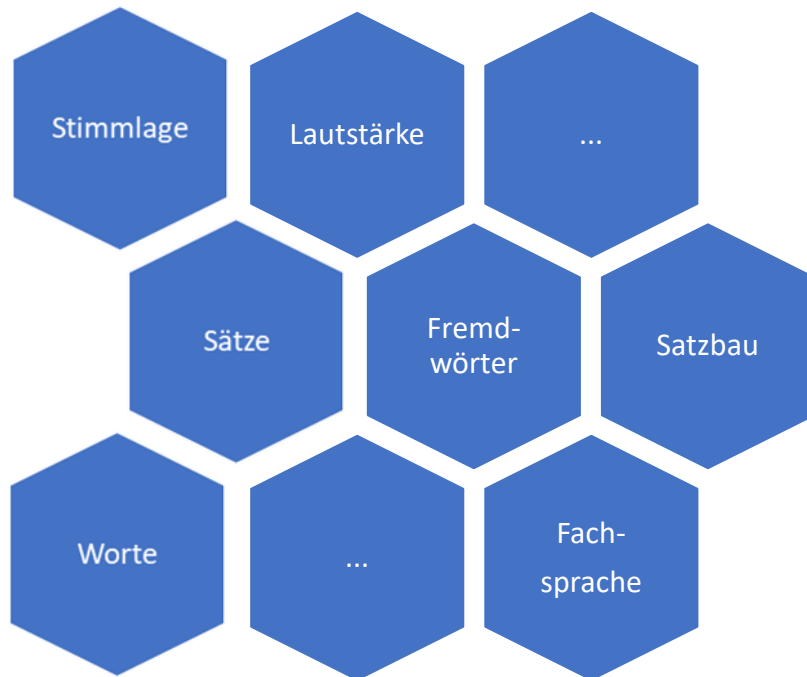 Stimmlage
Lautstärke
...
Sätze
Fremd-
wörter
Satzbau
Worte
...
Fach-
sprache